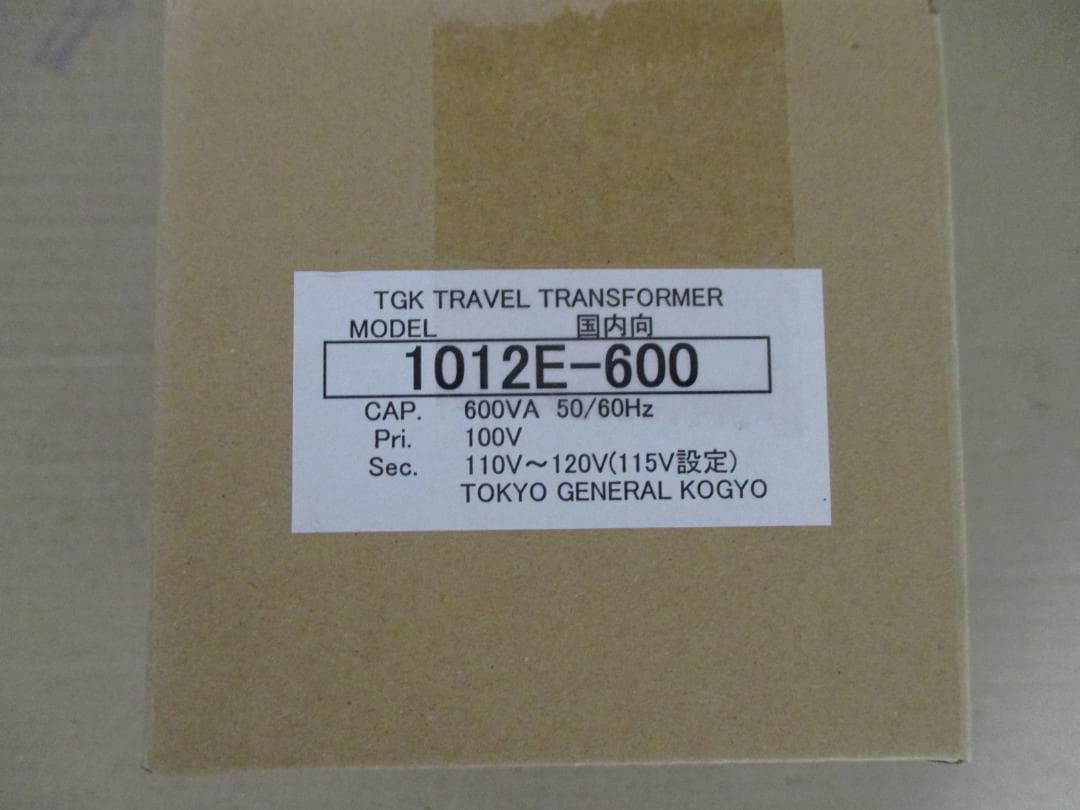 TGK TRAVEL TRANSFORMER
MODEL 国内向
1012E-600
CAP. 600VA 50/60Hz
Pri. 100V
Sec. 110V～120V(115V設定)
TOKYO GENERAL KOGYO